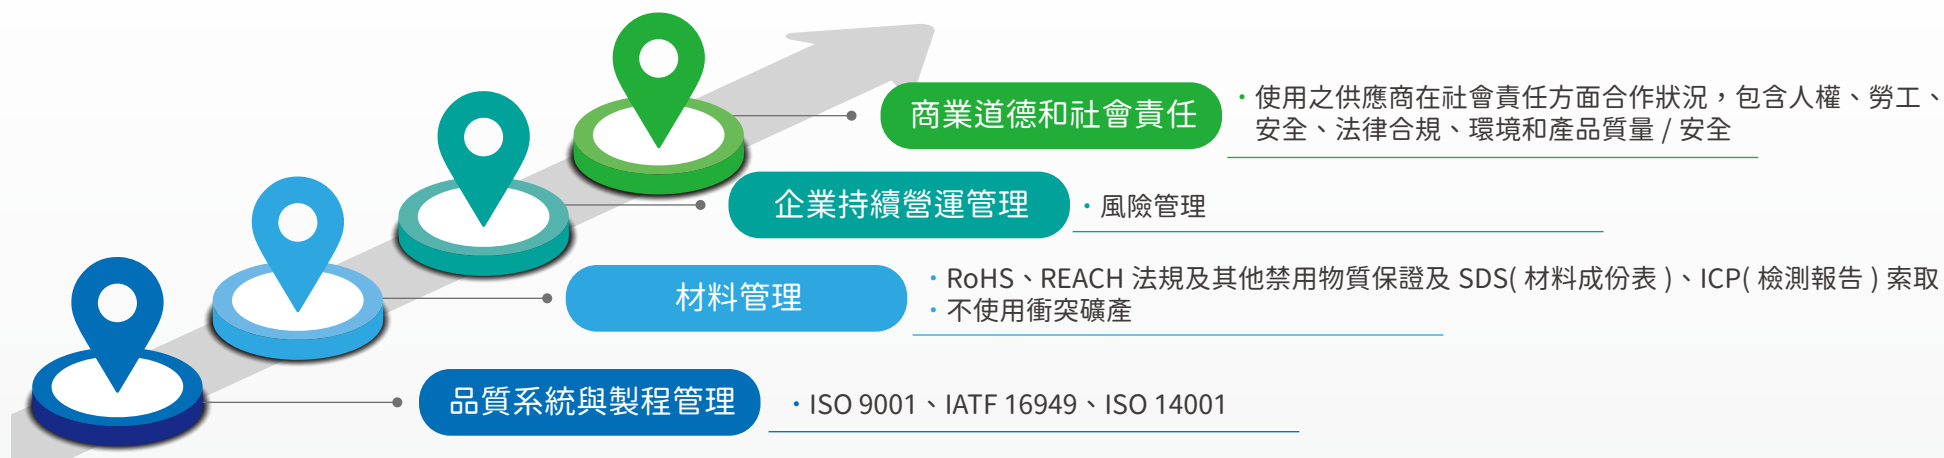 商業道德和社會責任
・使用之供應商在社會責任方面合作狀況，包含人權、勞工、
安全、法律合規、環境和產品質量 / 安全
企業持續營運管理
・風險管理
材料管理
・RoHS、REACH 法規及其他禁用物質保證及 SDS( 材料成份表 )、ICP( 檢測報告 ) 索取
・不使用衝突礦產
品質系統與製程管理
・ISO 9001、IATF 16949、ISO 14001